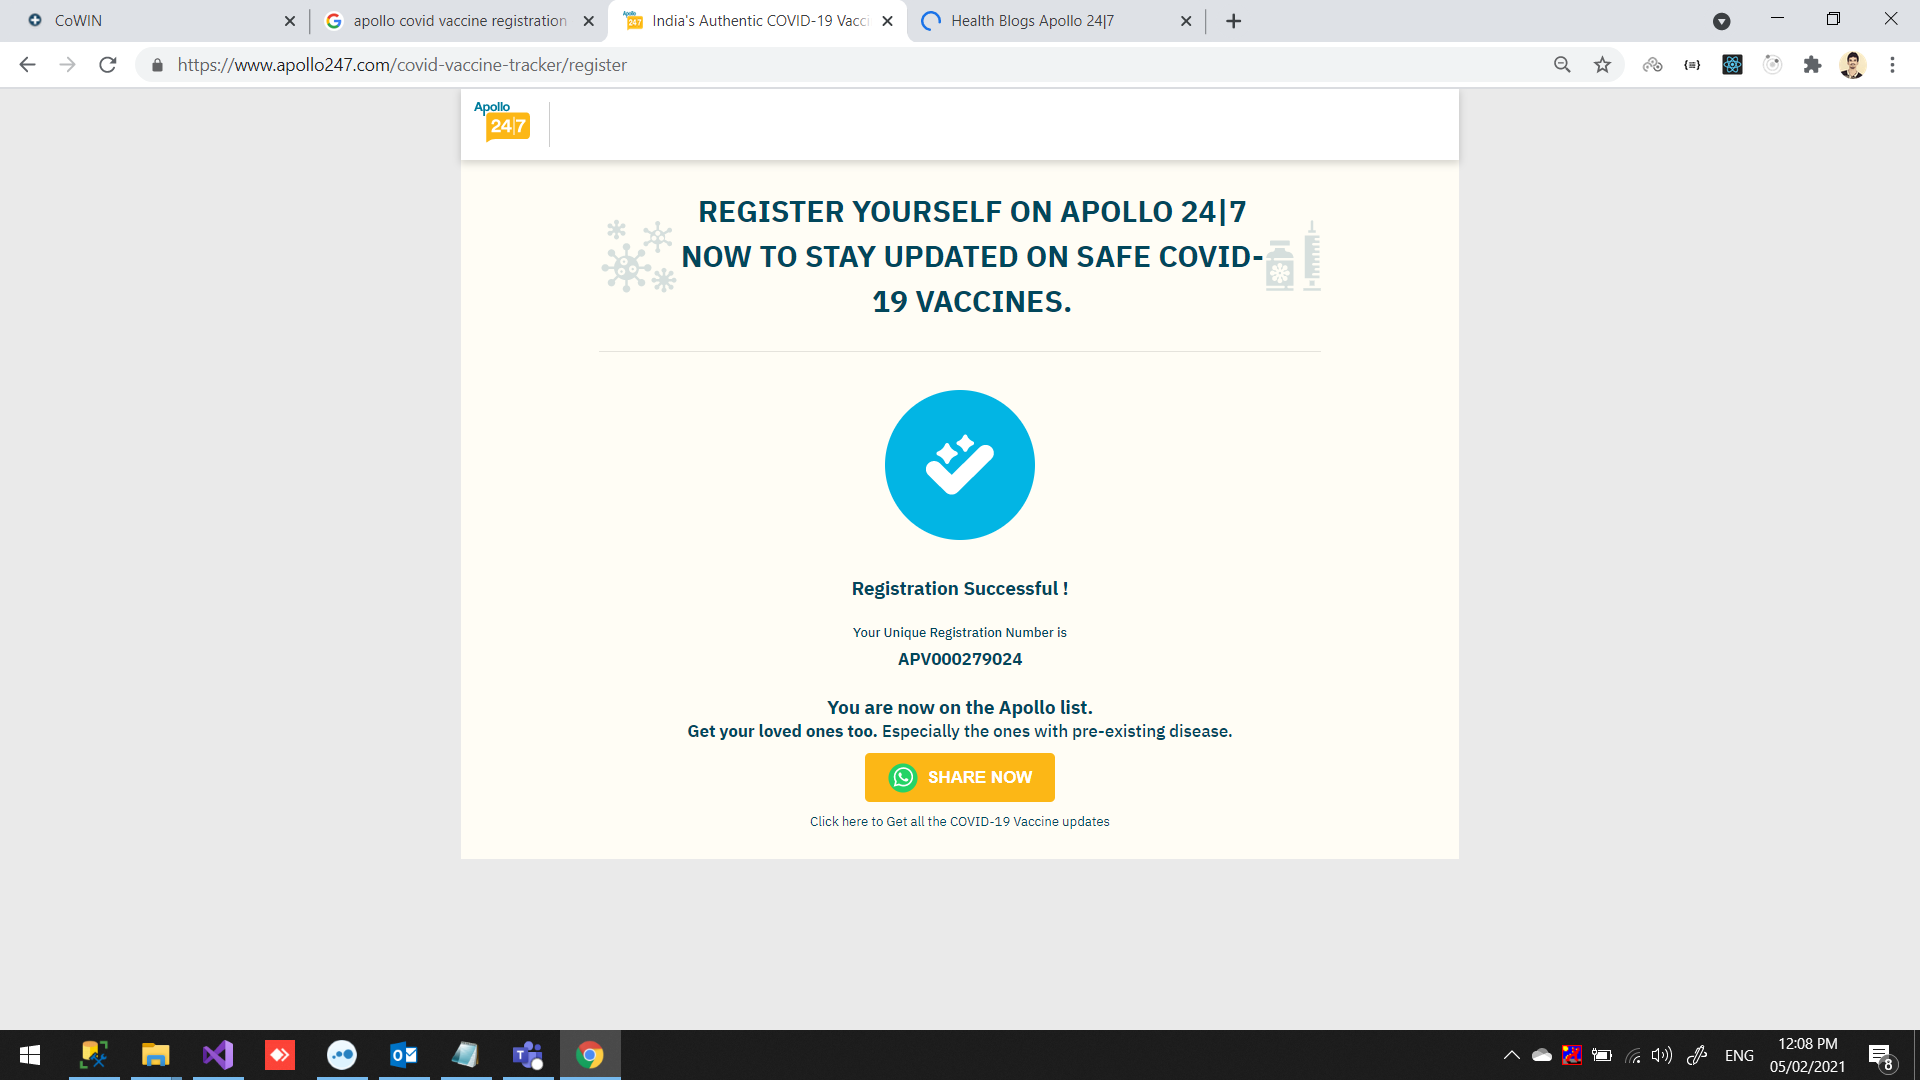 CoWIN
apollo covid vaccine registration
India's Authentic COVID-19 Vacci
Health Blogs Apollo 24|7
https://www.apollo247.com/covid-vaccine-tracker/register
Apollo
24|7
REGISTER YOURSELF ON APOLLO 24|7
NOW TO STAY UPDATED ON SAFE COVID-
19 VACCINES.
Registration Successful !
Your Unique Registration Number is
APV000279024
You are now on the Apollo list.
Get your loved ones too. Especially the ones with pre-existing disease.
SHARE NOW
Click here to Get all the COVID-19 Vaccine updates
ENG
12:08 PM
05/02/2021
8